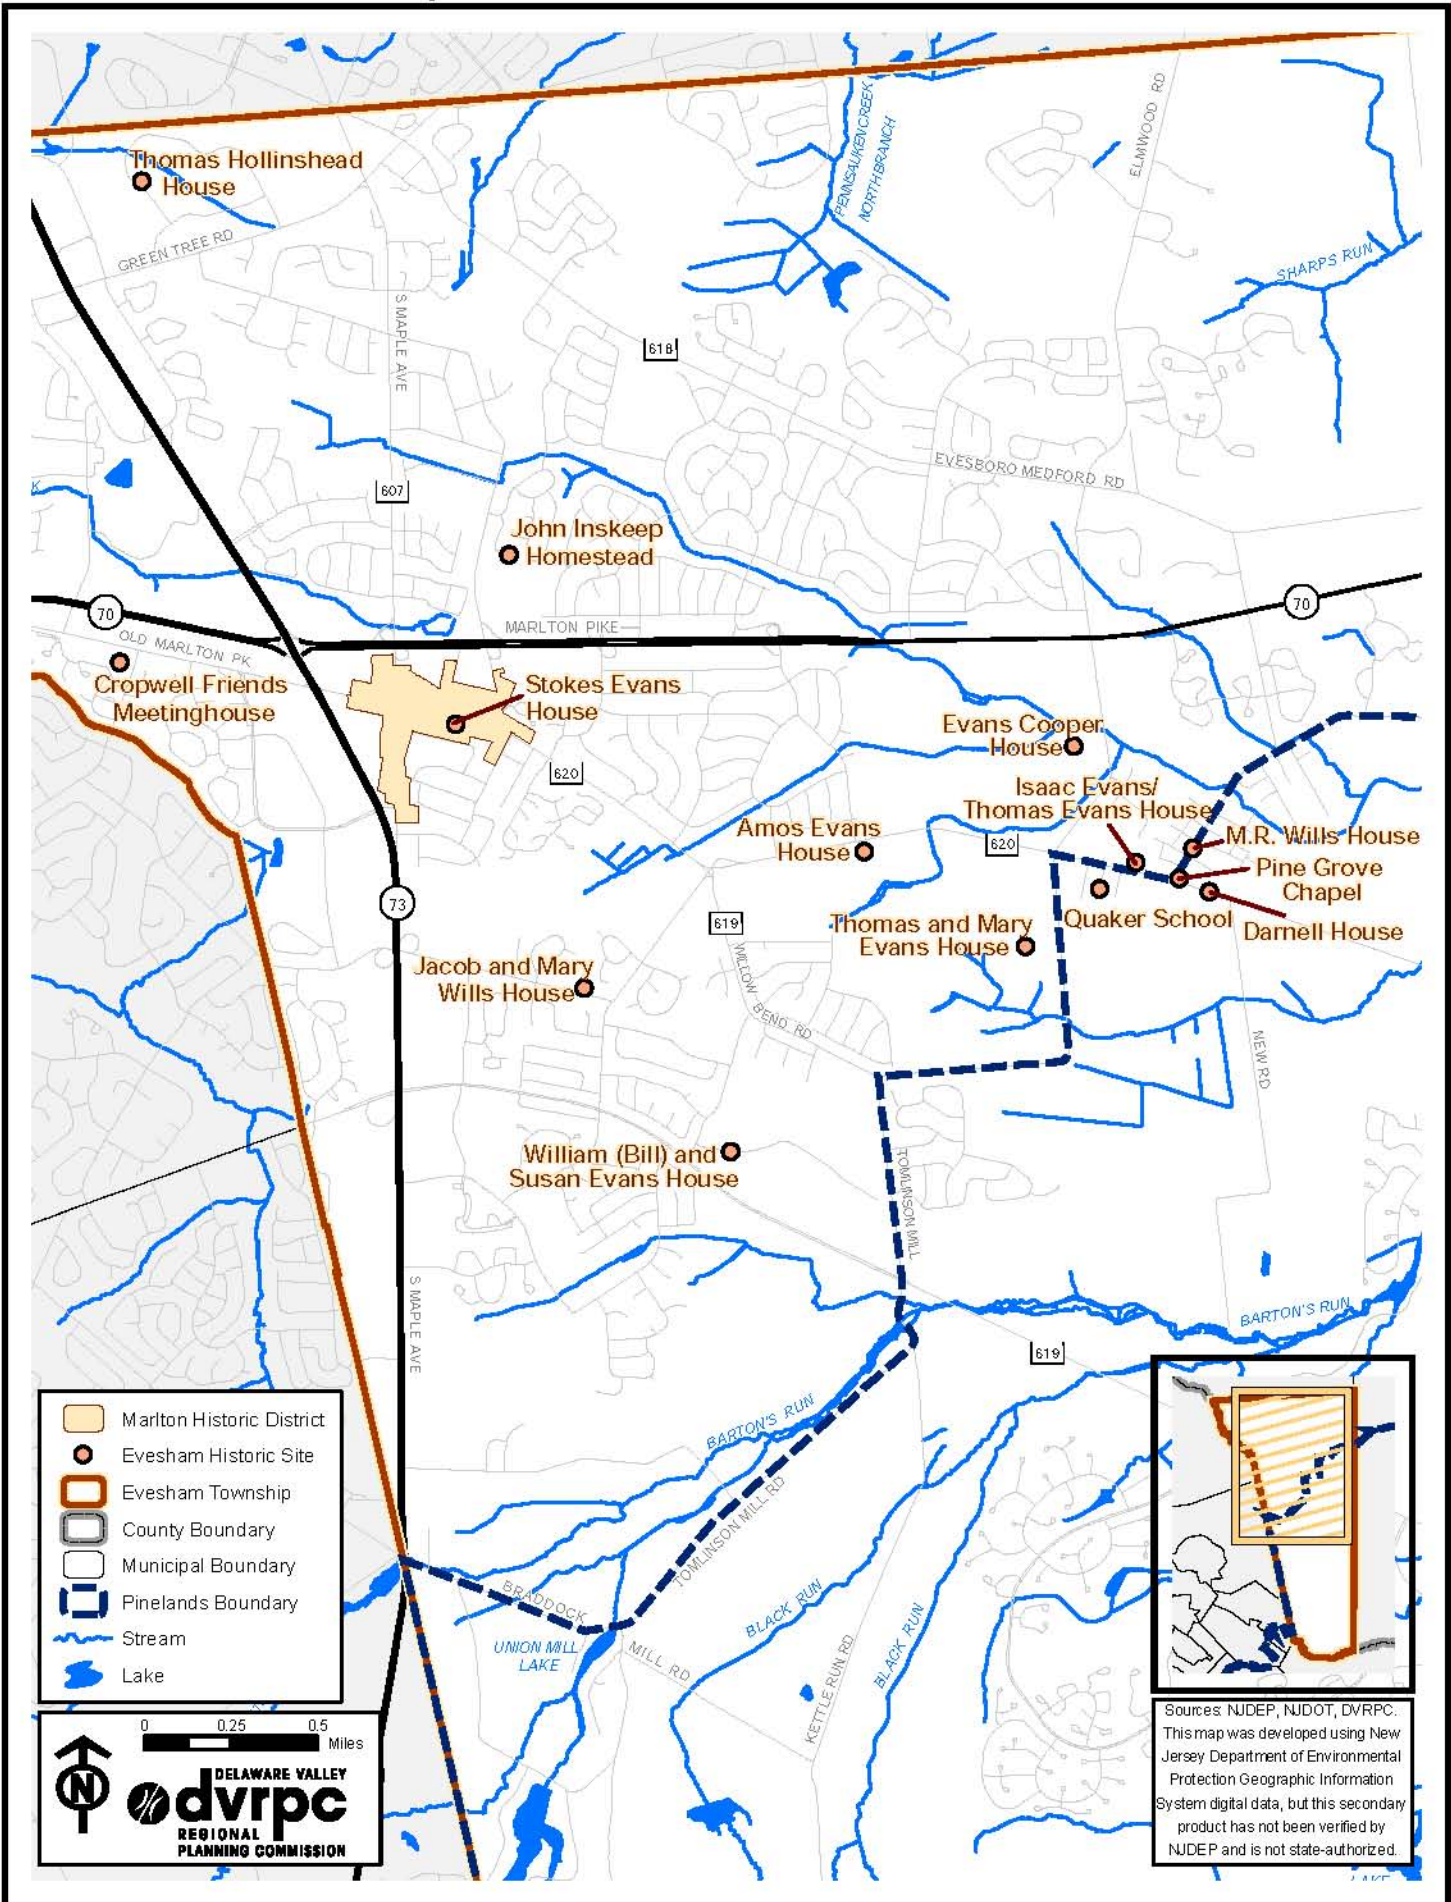 Thomas Hollinshead
House
GREEN TREE RD
S MAPLE AVE
PENNSAUKEN CREEK
NORTH BRANCH
ELMWOOD RD
SHARPS RUN
618
EVESBORO MEDFORD RD
607
K
John Inskeep
Homestead
70
70
MARLTON PIKE
OLD MARLTON PK
Cropwell Friends
Meetinghouse
Stokes Evans
House
620
Evans Cooper
House
Isaac Evans/
Thomas Evans House
Amos Evans
House
620
M.R. Wills House
Pine Grove
Chapel
Quaker School
Darnell House
73
619
Thomas and Mary
Evans House
Jacob and Mary
Wills House
WILLOW BEND RD
NEW RD
William (Bill) and
Susan Evans House
TOMLINSON MILL
S MAPLE AVE
BARTON'S RUN
619
BARTON'S RUN
TOMLINSON MILL RD
BRADDOCK
MILL RD
UNION MILL
LAKE
BLACK RUN
BLACK RUN
KETTLE RUN RD
Marlton Historic District
Evesham Historic Site
Evesham Township
County Boundary
Municipal Boundary
Pinelands Boundary
Stream
Lake
0 0.25 0.5
Miles
N
DELAWARE VALLEY
dvrpc
REGIONAL
PLANNING COMMISSION
Sources: NJDEP, NJDOT, DVRPC.
This map was developed using New
Jersey Department of Environmental
Protection Geographic Information
System digital data, but this secondary
product has not been verified by
NJDEP and is not state-authorized.
LAKE